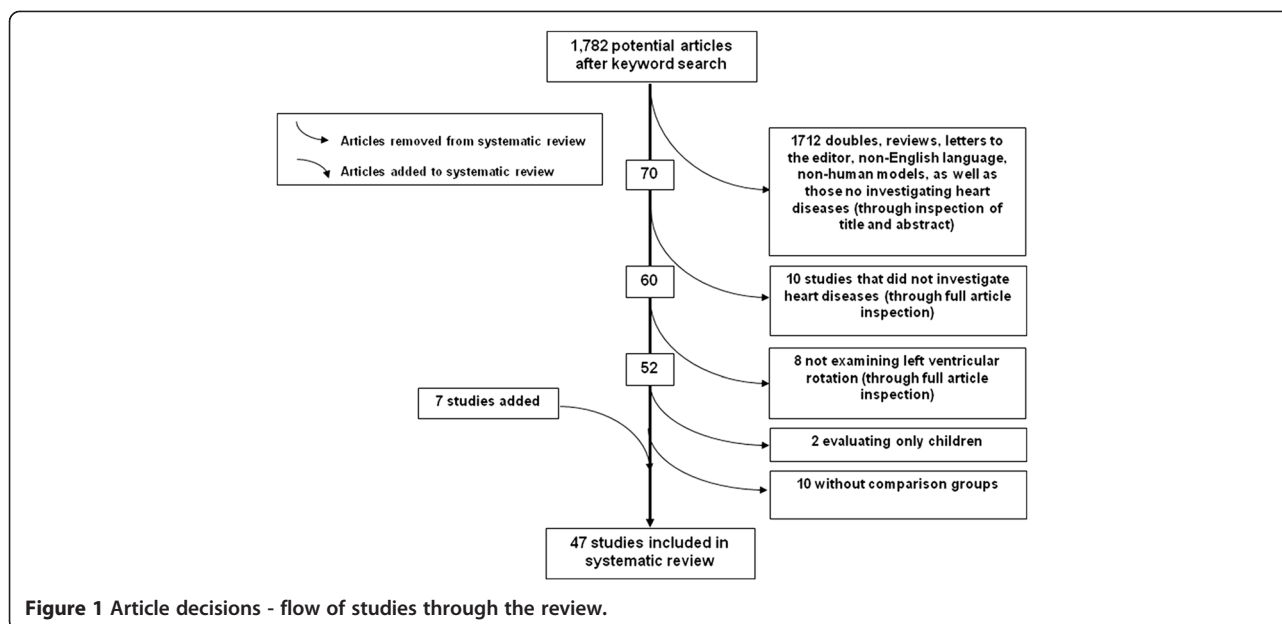 1,782 potential articles
after keyword search
Articles removed from systematic review
Articles added to systematic review
1712 doubles, reviews, letters to
the editor, non-English language,
non-human models, as well as
those no investigating heart
diseases (through inspection of
title and abstract)
70
10 studies that did not investigate
heart diseases (through full article
inspection)
60
8 not examining left ventricular
rotation (through full article
inspection)
52
7 studies added
2 evaluating only children
10 without comparison groups
47 studies included in
systematic review
Figure 1 Article decisions - flow of studies through the review.